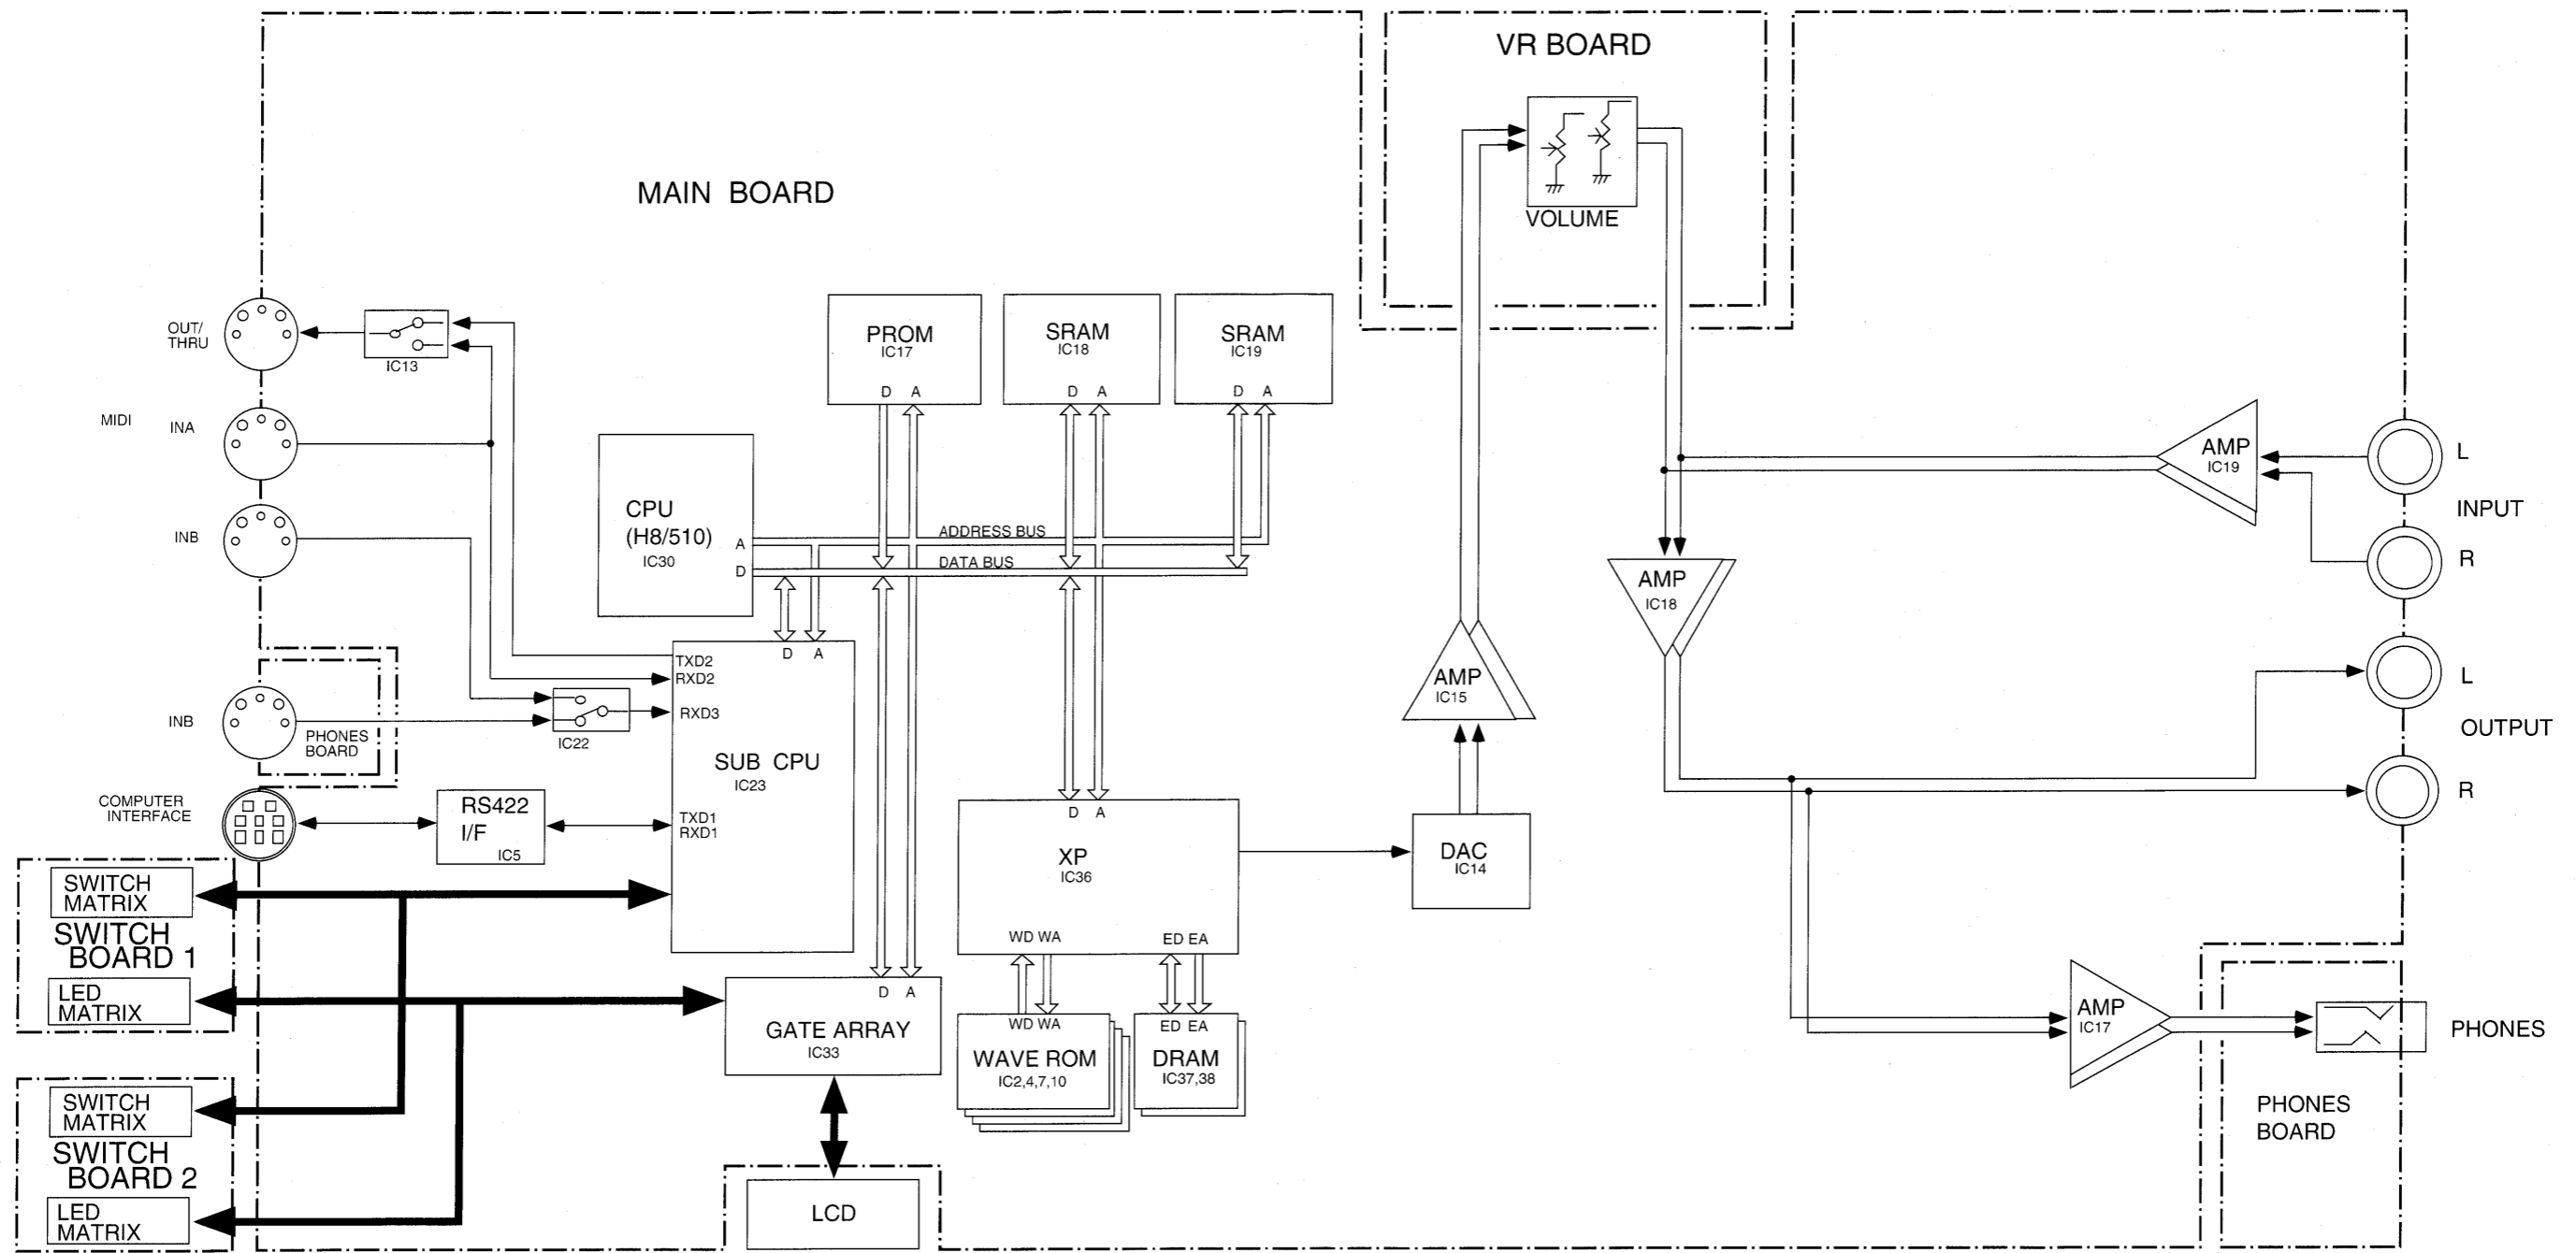 MAIN BOARD
VR BOARD
VOLUME
OUT/
THRU
IC13
MIDI
INA
INB
INB
PHONES
BOARD
IC22
COMPUTER
INTERFACE
RS422
I/F
IC5
PROM
IC17
D A
SRAM
IC18
D A
SRAM
IC19
D A
CPU
(H8/510)
IC30
A
D
ADDRESS BUS
DATA BUS
D A
TXD2
RXD2
RXD3
SUB CPU
IC23
TXD1
RXD1
D A
XP
IC36
WD WA
ED EA
WD WA
WAVE ROM
IC2,4,7,10
ED EA
DRAM
IC37,38
D A
GATE ARRAY
IC33
LCD
SWITCH
MATRIX
SWITCH
BOARD 1
LED
MATRIX
SWITCH
MATRIX
SWITCH
BOARD 2
LED
MATRIX
DAC
IC14
AMP
IC15
AMP
IC18
AMP
IC19
L
INPUT
R
L
OUTPUT
R
AMP
IC17
PHONES
PHONES
BOARD